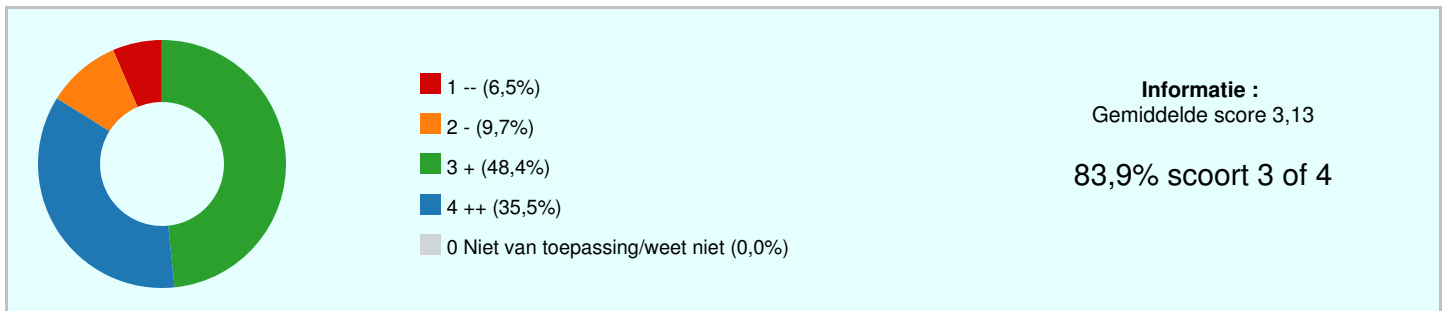 1 -- (6,5%)
2 - (9,7%)
3 + (48,4%)
4 ++ (35,5%)
0 Niet van toepassing/weet niet (0,0%)
Informatie :
Gemiddelde score 3,13
83,9% scoort 3 of 4